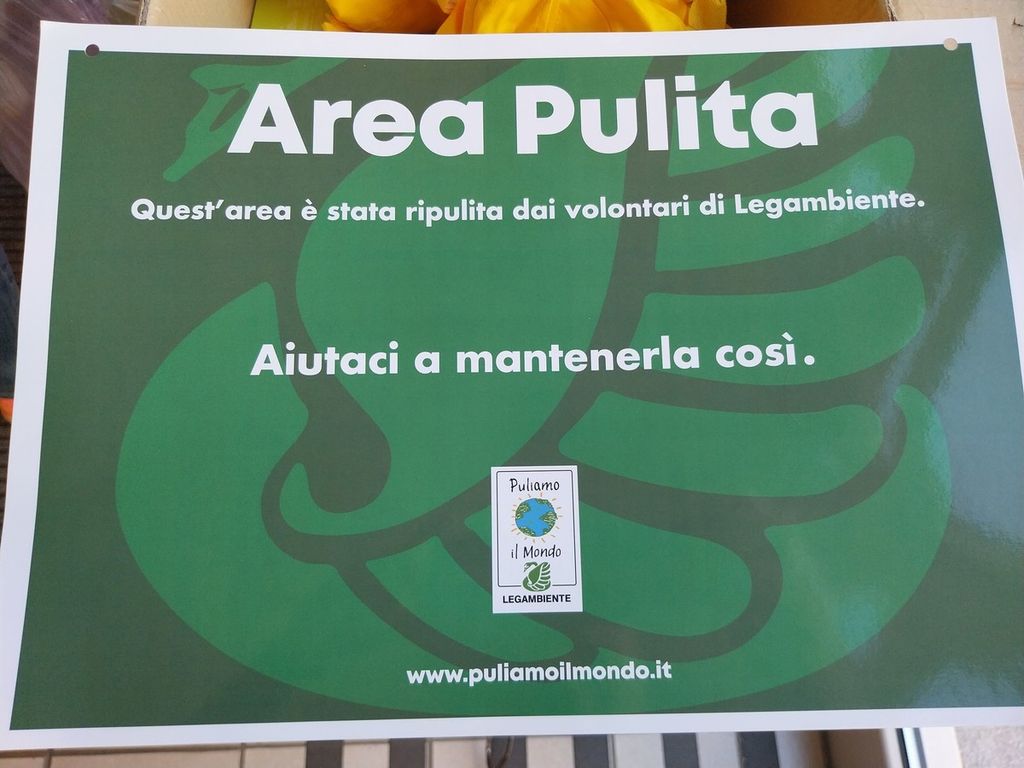 Area Pulita
Quest'area è stata ripulita dai volontari di Legambiente.
Aiutaci a mantenerla così.
Puliamo
il Mondo
LEGAMBIENTE
www.puliamoilmondo.it